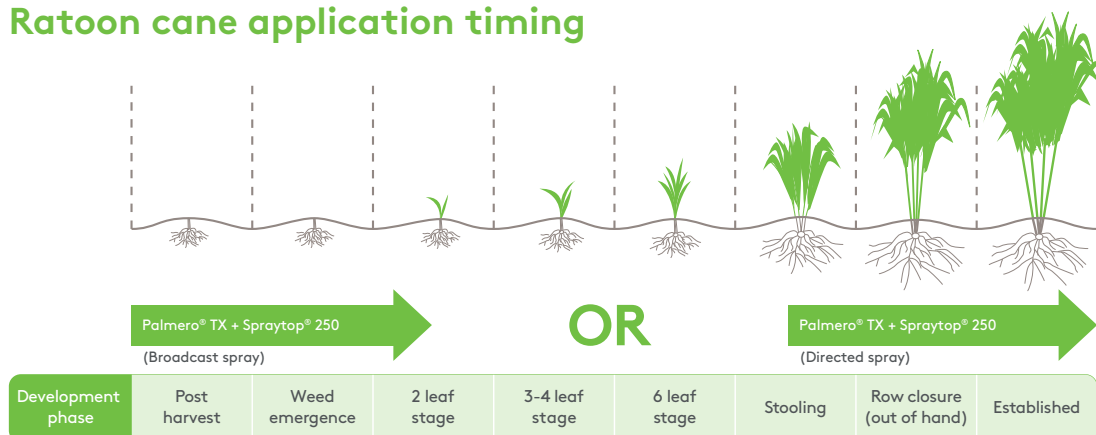 Ratoon cane application timing
Palmero® TX + Spraytop® 250
(Broadcast spray)
OR
Palmero® TX + Spraytop® 250
(Directed spray)
Development
phase
Post
harvest
Weed
emergence
2 leaf
stage
3-4 leaf
stage
6 leaf
stage
Stooling
Row closure
(out of hand)
Established